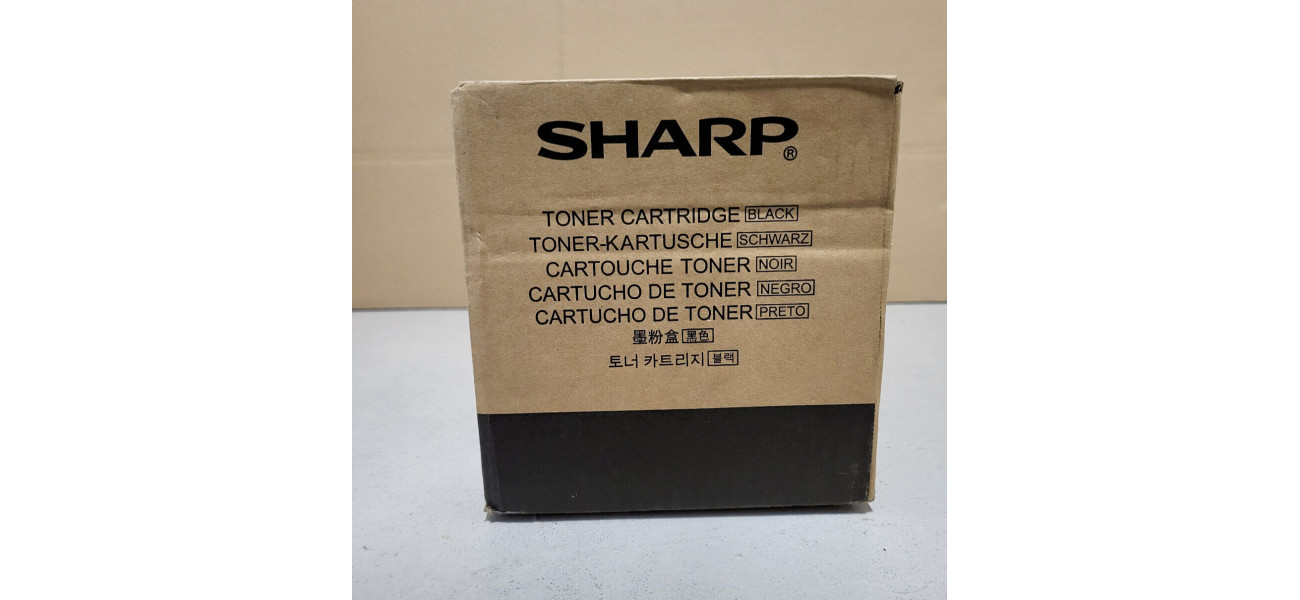 SHARP®
TONER CARTRIDGE BLACK
TONER-KARTUSCHE SCHWARZ
CARTOUCHE TONER NOIR
CARTUCHO DE TONER NEGRO
CARTUCHO DE TONER PRETO
墨粉盒 黑色
토너 카트리지 블랙